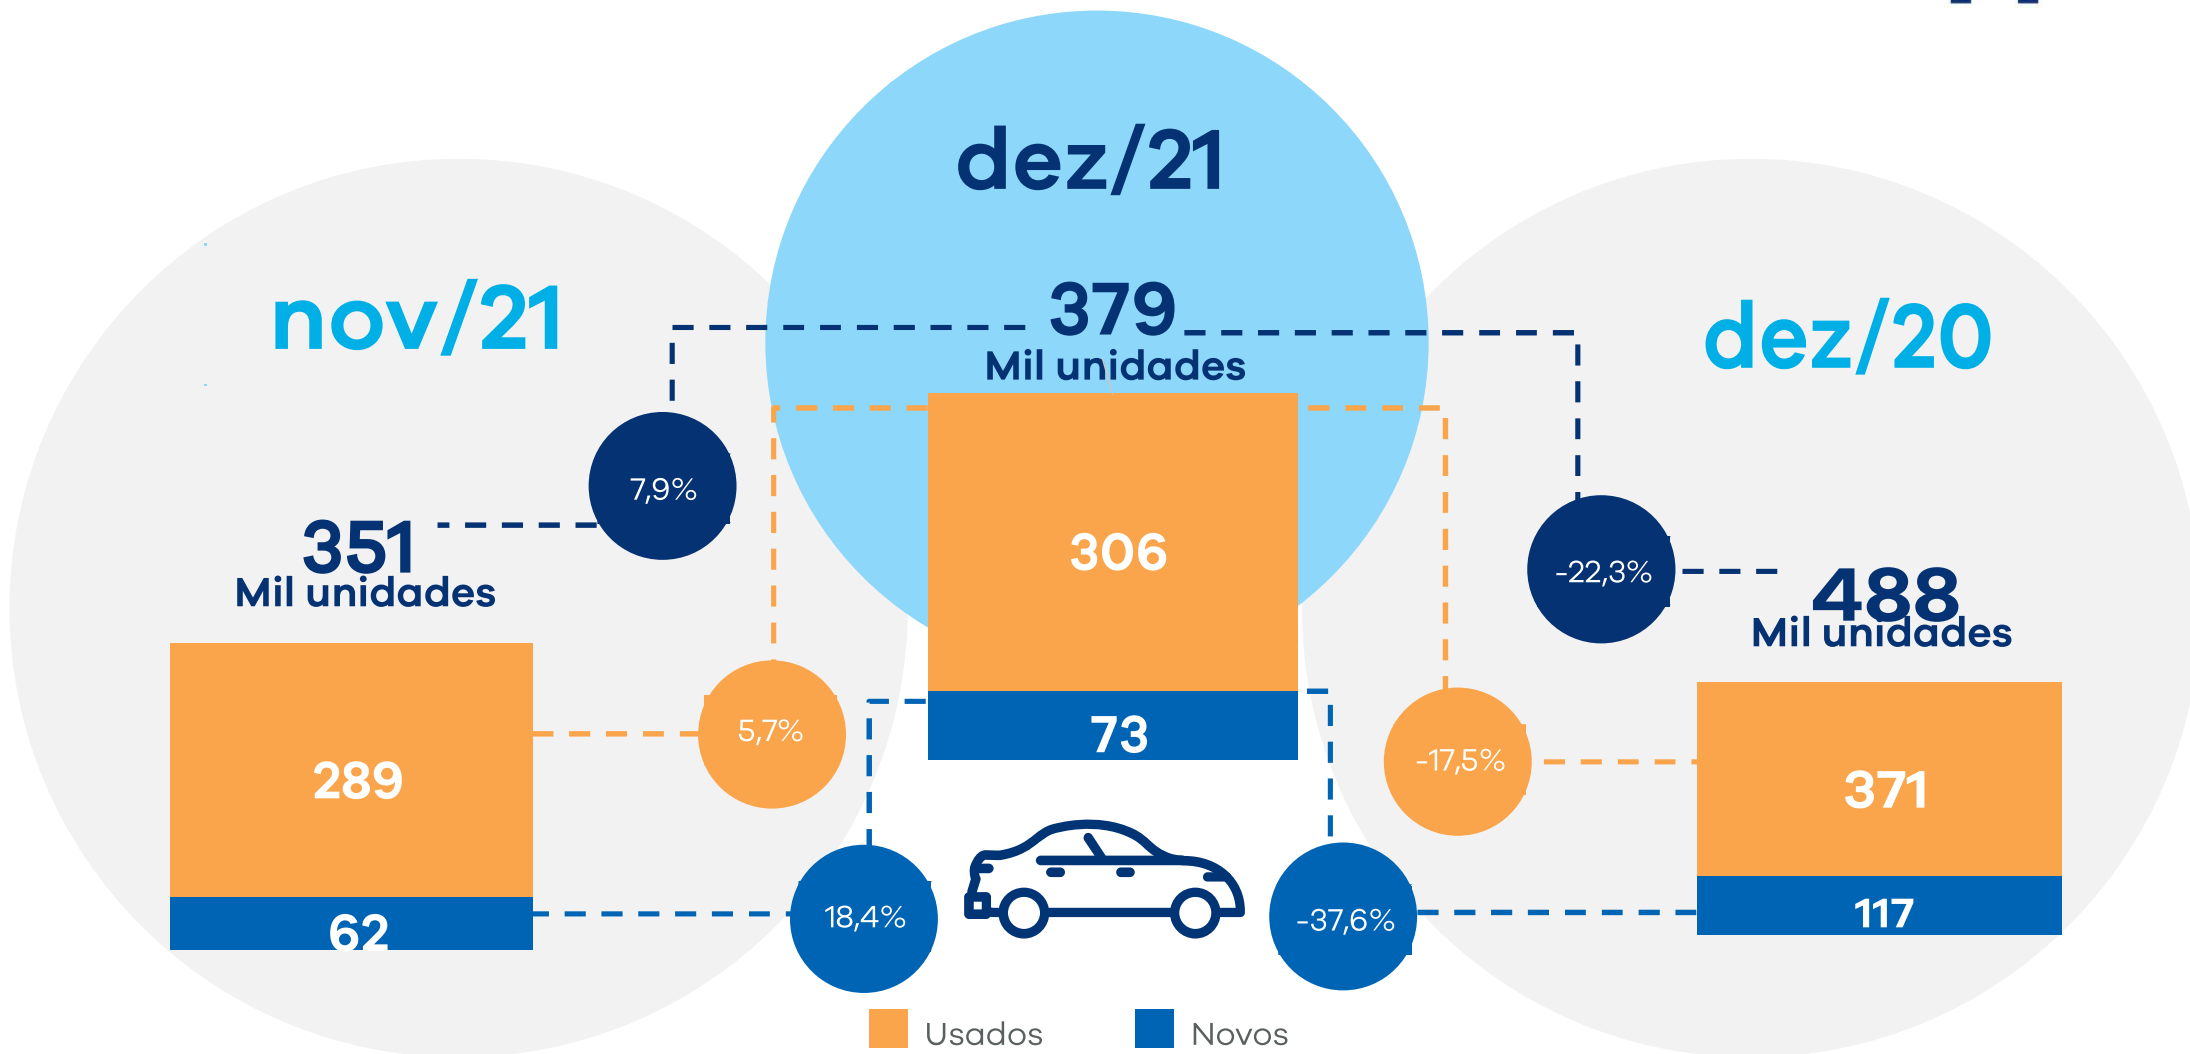 dez/21
379
Mil unidades
306
73
nov/21
351
Mil unidades
289
62
7,9%
5,7%
18,4%
dez/20
488
Mil unidades
371
117
-22,3%
-17,5%
-37,6%
Usados
Novos